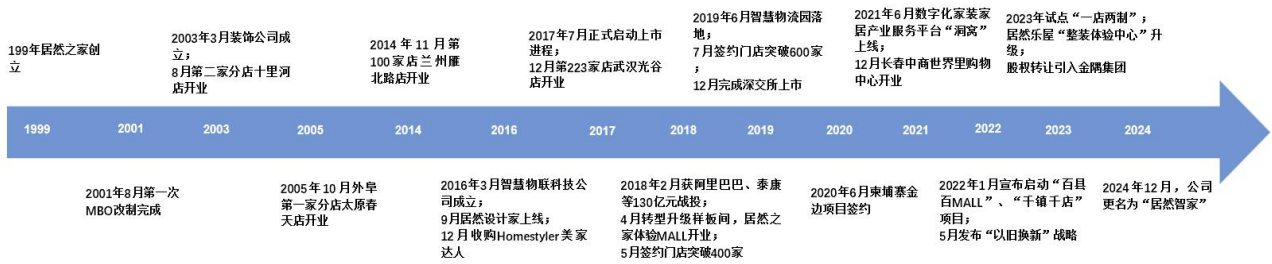 199年居然之家创
立
2003年3月装饰公司成
立；
8月第二家分店十里河
店开业
2014年11月第
100家店兰州雁
北路店开业
2017年7月正式启动上市
进程；
12月第223家店武汉光谷
店开业
2019年6月智慧物流园落
地；
7月签约门店突破600家
；
12月完成深交所上市
2021年6月数字化家装家
居产业服务平台“洞窝”
上线；
12月长春中商世界里购物
中心开业
2023年试点“一店两制”；
居然乐屋“整装体验中心”升
级；
股权转让引入金隅集团
1999 2001 2003 2005 2014 2016 2017 2018 2019 2020 2021 2022 2023 2024
2001年8月第一次
MBO改制完成
2005年10月外阜
第一家分店太原春
天店开业
2016年3月智慧物联科技公
司成立；
9月居然设计家上线；
12月收购Homestyler美家
达人
2018年2月获阿里巴巴、泰康
等130亿元战投；
4月转型升级样板间，居然之
家体验MALL开业；
5月签约门店突破400家
2020年6月柬埔寨金
边项目签约
2022年1月宣布启动“百县
百MALL”、“千镇千店”
项目；
5月发布“以旧换新”战略
2024年12月，公司
更名为“居然智家”